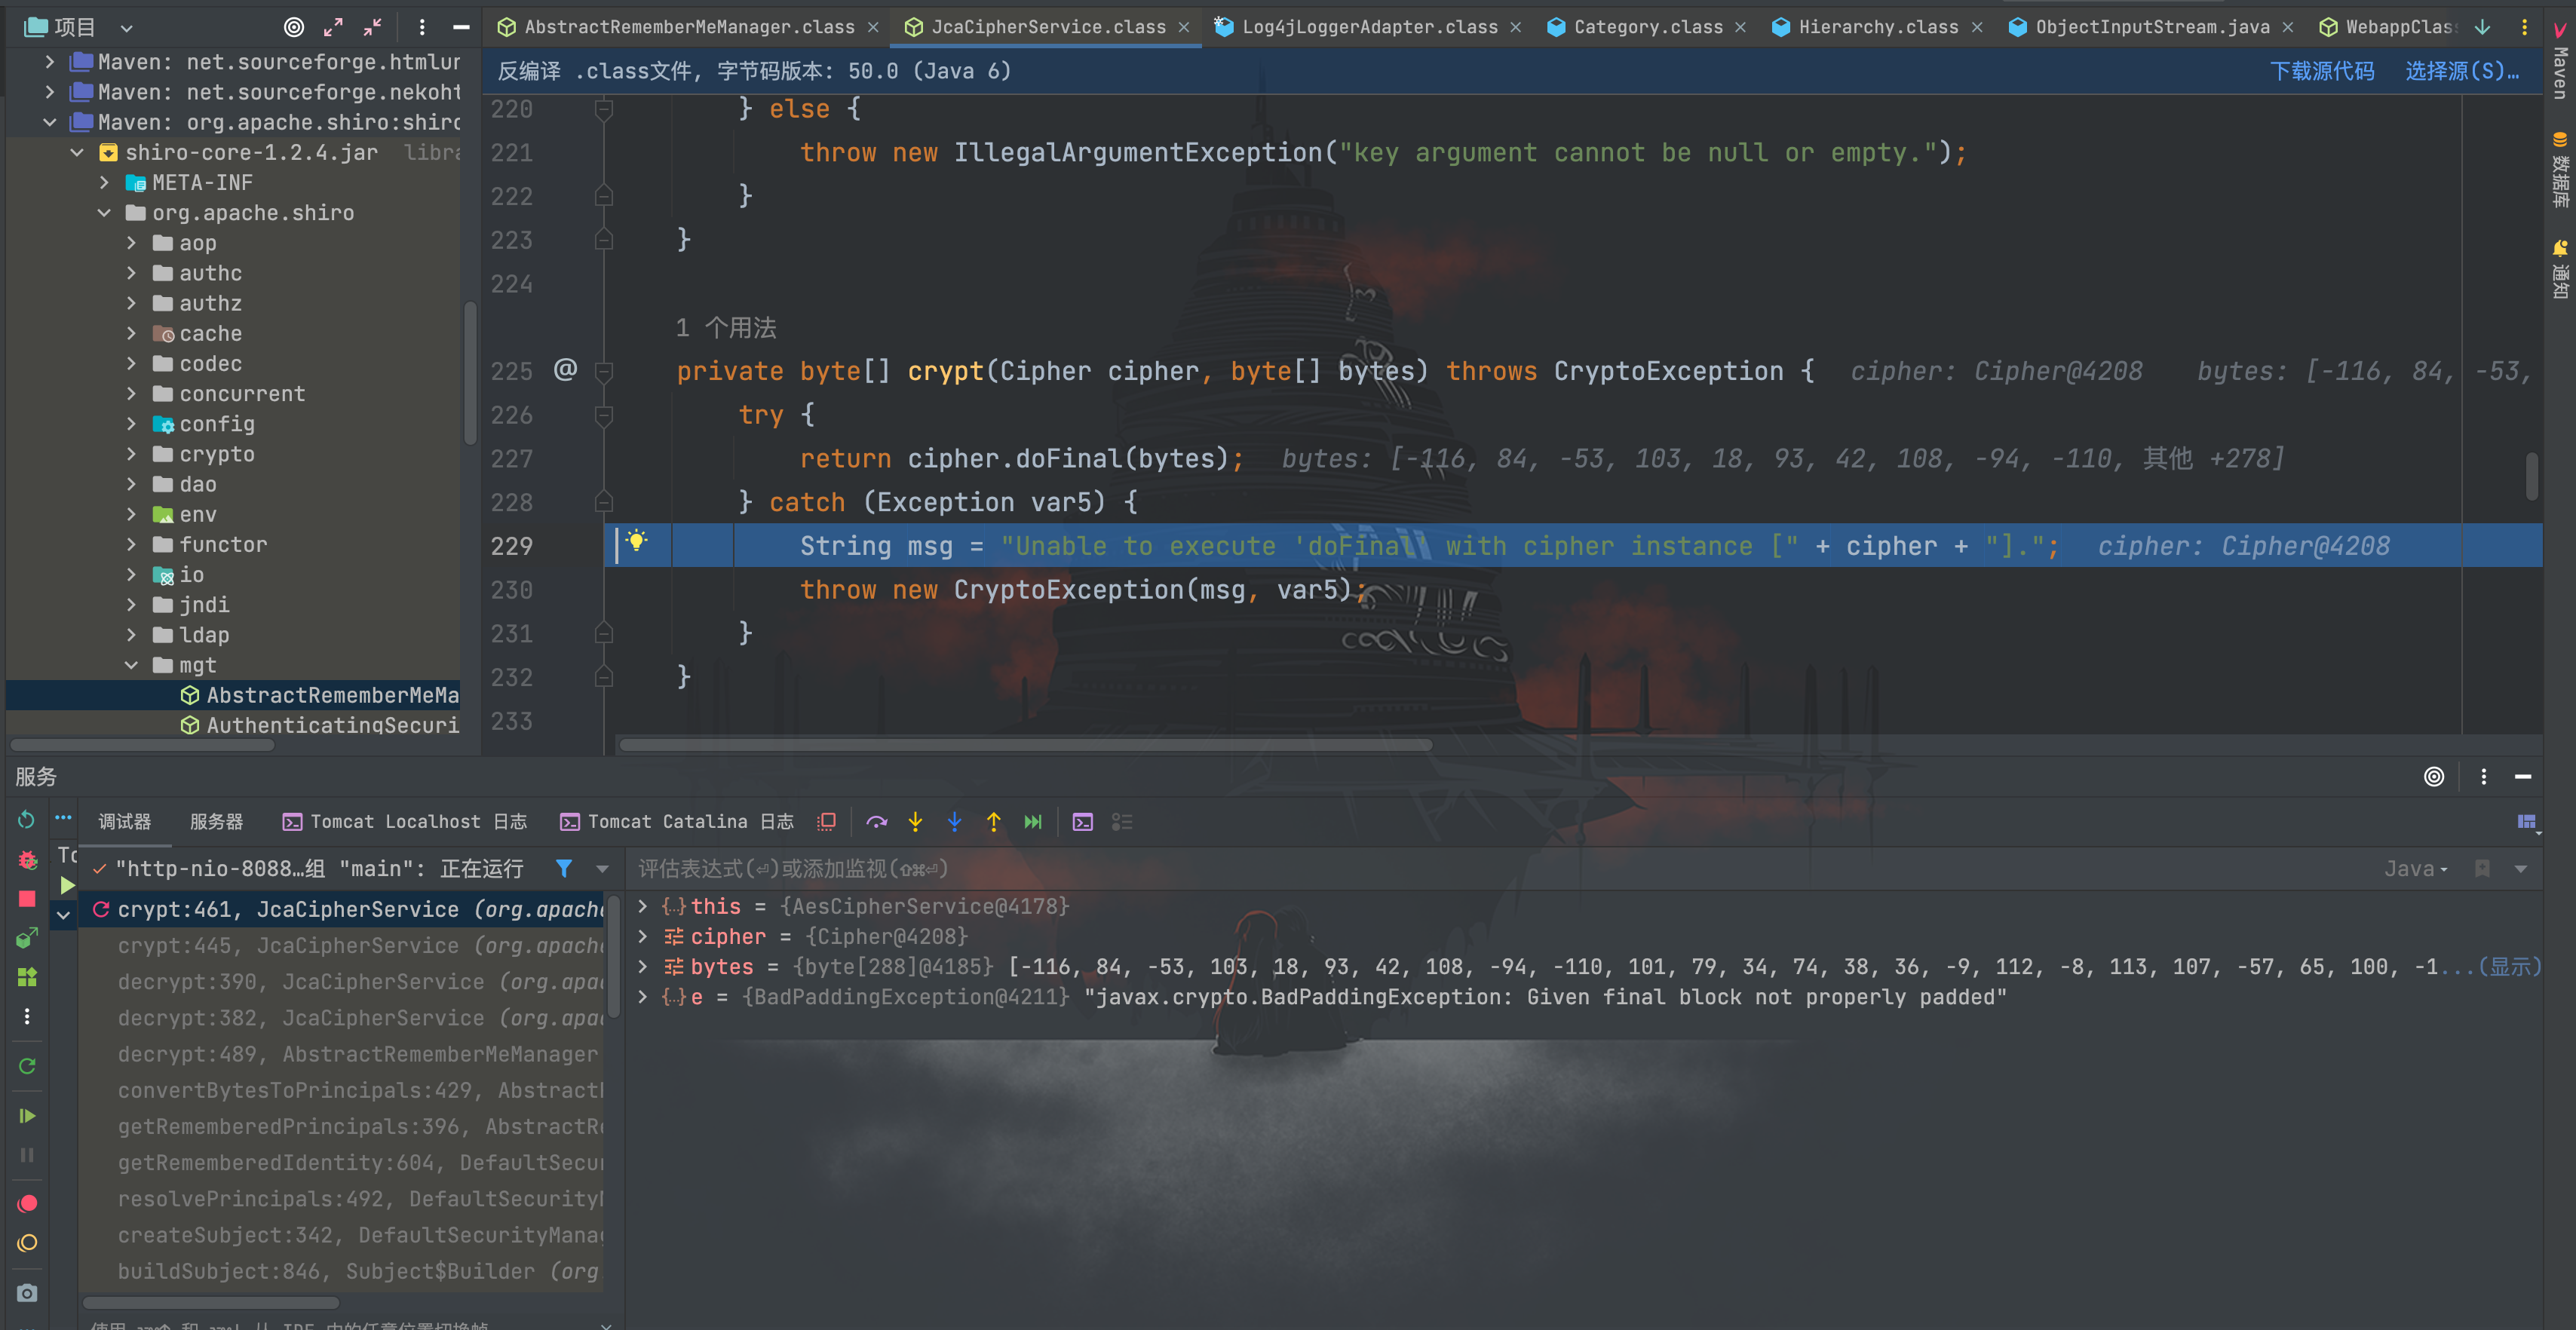 项目
AbstractRememberMeManager.class
JcaCipherService.class
Log4jLoggerAdapter.class
Category.class
Hierarchy.class
ObjectInputStream.java
WebappClas
Maven: net.sourceforge.htmlun
Maven: net.sourceforge.nekoht
Maven: org.apache.shiro:shiro
shiro-core-1.2.4.jar libra
META-INF
org.apache.shiro
aop
authc
authz
cache
codec
concurrent
config
crypto
dao
env
functor
io
jndi
ldap
mgt
AbstractRememberMeMa
AuthenticatingSecuri
反编译 .class文件, 字节码版本: 50.0 (Java 6)
下载源代码 选择源(S)…
220 } else {
221 throw new IllegalArgumentException("key argument cannot be null or empty.");
222 }
223 }
224
1 个用法
225 @ private byte[] crypt(Cipher cipher, byte[] bytes) throws CryptoException { cipher: Cipher@4208 bytes: [-116, 84, -53,
226 try {
227 return cipher.doFinal(bytes); bytes: [-116, 84, -53, 103, 18, 93, 42, 108, -94, -110, 其他 +278]
228 } catch (Exception var5) {
229 String msg = "Unable to execute 'doFinal' with cipher instance [" + cipher + "]."; cipher: Cipher@4208
230 throw new CryptoException(msg, var5);
231 }
232 }
233
Maven
数据库
通知
服务
调试器 服务器 Tomcat Localhost 日志 Tomcat Catalina 日志
To
"http-nio-8088…组 "main": 正在运行
crypt:461, JcaCipherService (org.apache
crypt:445, JcaCipherService (org.apache
decrypt:390, JcaCipherService (org.apac
decrypt:382, JcaCipherService (org.apac
decrypt:489, AbstractRememberMeManager
convertBytesToPrincipals:429, AbstractR
getRememberedPrincipals:396, AbstractRe
getRememberedIdentity:604, DefaultSecur
resolvePrincipals:492, DefaultSecurityM
createSubject:342, DefaultSecurityManag
buildSubject:846, Subject$Builder (org
评估表达式(⏎)或添加监视(⇧⌘⏎)
Java
this = {AesCipherService@4178}
cipher = {Cipher@4208}
bytes = {byte[288]@4185} [-116, 84, -53, 103, 18, 93, 42, 108, -94, -110, 101, 79, 34, 74, 38, 36, -9, 112, -8, 113, 107, -57, 65, 100, -1...(显示)
e = {BadPaddingException@4211} "javax.crypto.BadPaddingException: Given final block not properly padded"